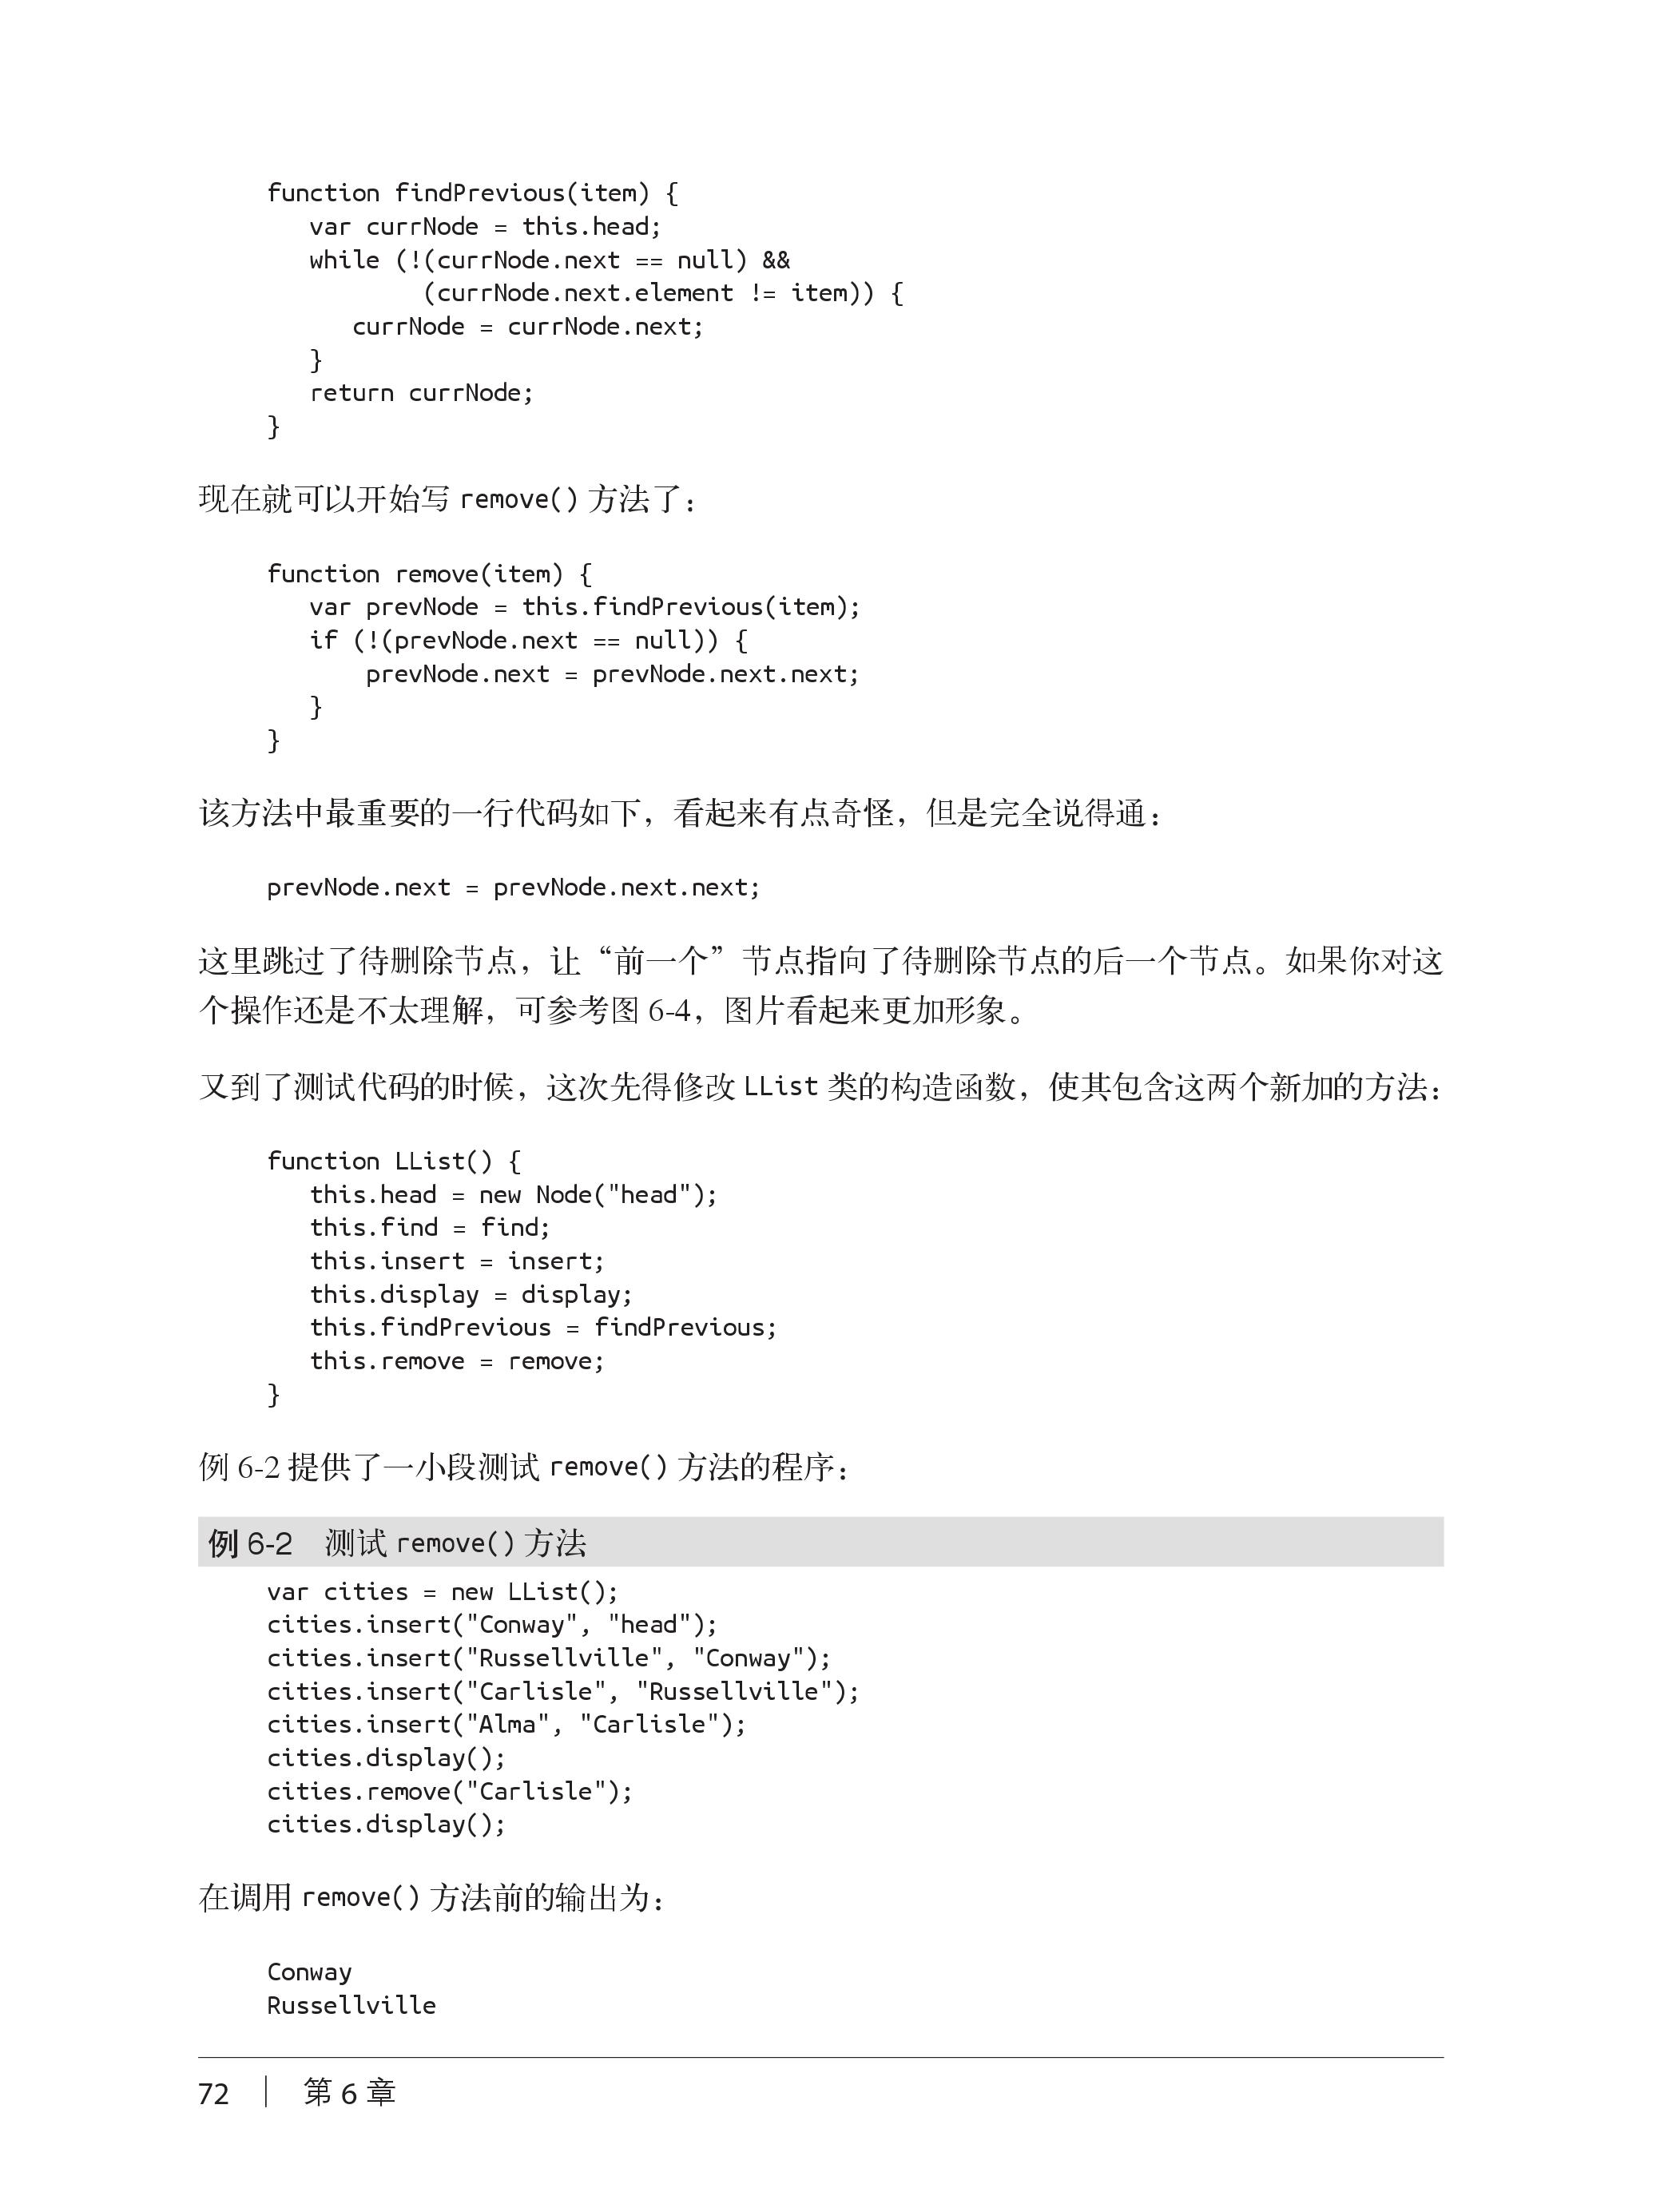 function findPrevious(item) {
   var currNode = this.head;
   while (!(currNode.next == null) &&
           (currNode.next.element != item)) {
      currNode = currNode.next;
   }
   return currNode;
}
现在就可以开始写 remove() 方法了：
function remove(item) {
   var prevNode = this.findPrevious(item);
   if (!(prevNode.next == null)) {
       prevNode.next = prevNode.next.next;
   }
}
该方法中最重要的一行代码如下，看起来有点奇怪，但是完全说得通：
prevNode.next = prevNode.next.next;
这里跳过了待删除节点，让“前一个”节点指向了待删除节点的后一个节点。如果你对这
个操作还是不太理解，可参考图 6-4，图片看起来更加形象。
又到了测试代码的时候，这次先得修改 LList 类的构造函数，使其包含这两个新加的方法：
function LList() {
   this.head = new Node("head");
   this.find = find;
   this.insert = insert;
   this.display = display;
   this.findPrevious = findPrevious;
   this.remove = remove;
}
例 6-2 提供了一小段测试 remove() 方法的程序：
例 6-2　测试 remove() 方法
var cities = new LList();
cities.insert("Conway", "head");
cities.insert("Russellville", "Conway");
cities.insert("Carlisle", "Russellville");
cities.insert("Alma", "Carlisle");
cities.display();
cities.remove("Carlisle");
cities.display();
在调用 remove() 方法前的输出为：
Conway
Russellville
72 ｜ 第 6 章